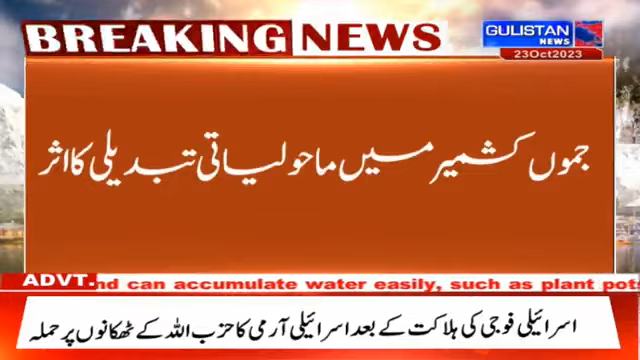 BREAKING NEWS
GULISTAN
NEWS
23Oct2023
جموں کشمیر میں ماحولیاتی تبدیلی کا اثر
ADVT.
nd can accumulate water easily, such as plant pots
اسرائیلی فوجی کی ہلاکت کے بعد اسرائیلی آرمی کا حزب اللہ کے ٹھکانوں پر حملہ